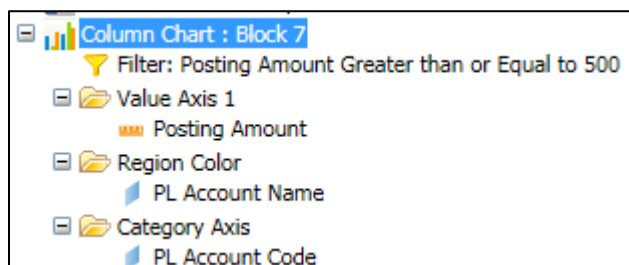 Column Chart : Block 7
Filter: Posting Amount Greater than or Equal to 500
Value Axis 1
Posting Amount
Region Color
PL Account Name
Category Axis
PL Account Code